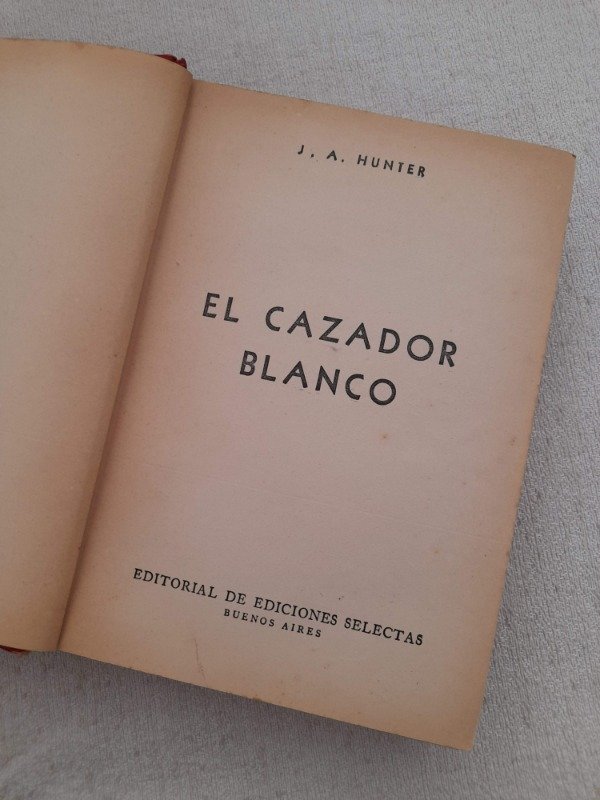 J. A. HUNTER
EL CAZADOR
BLANCO
EDITORIAL DE EDICIONES SELECTAS
BUENOS AIRES